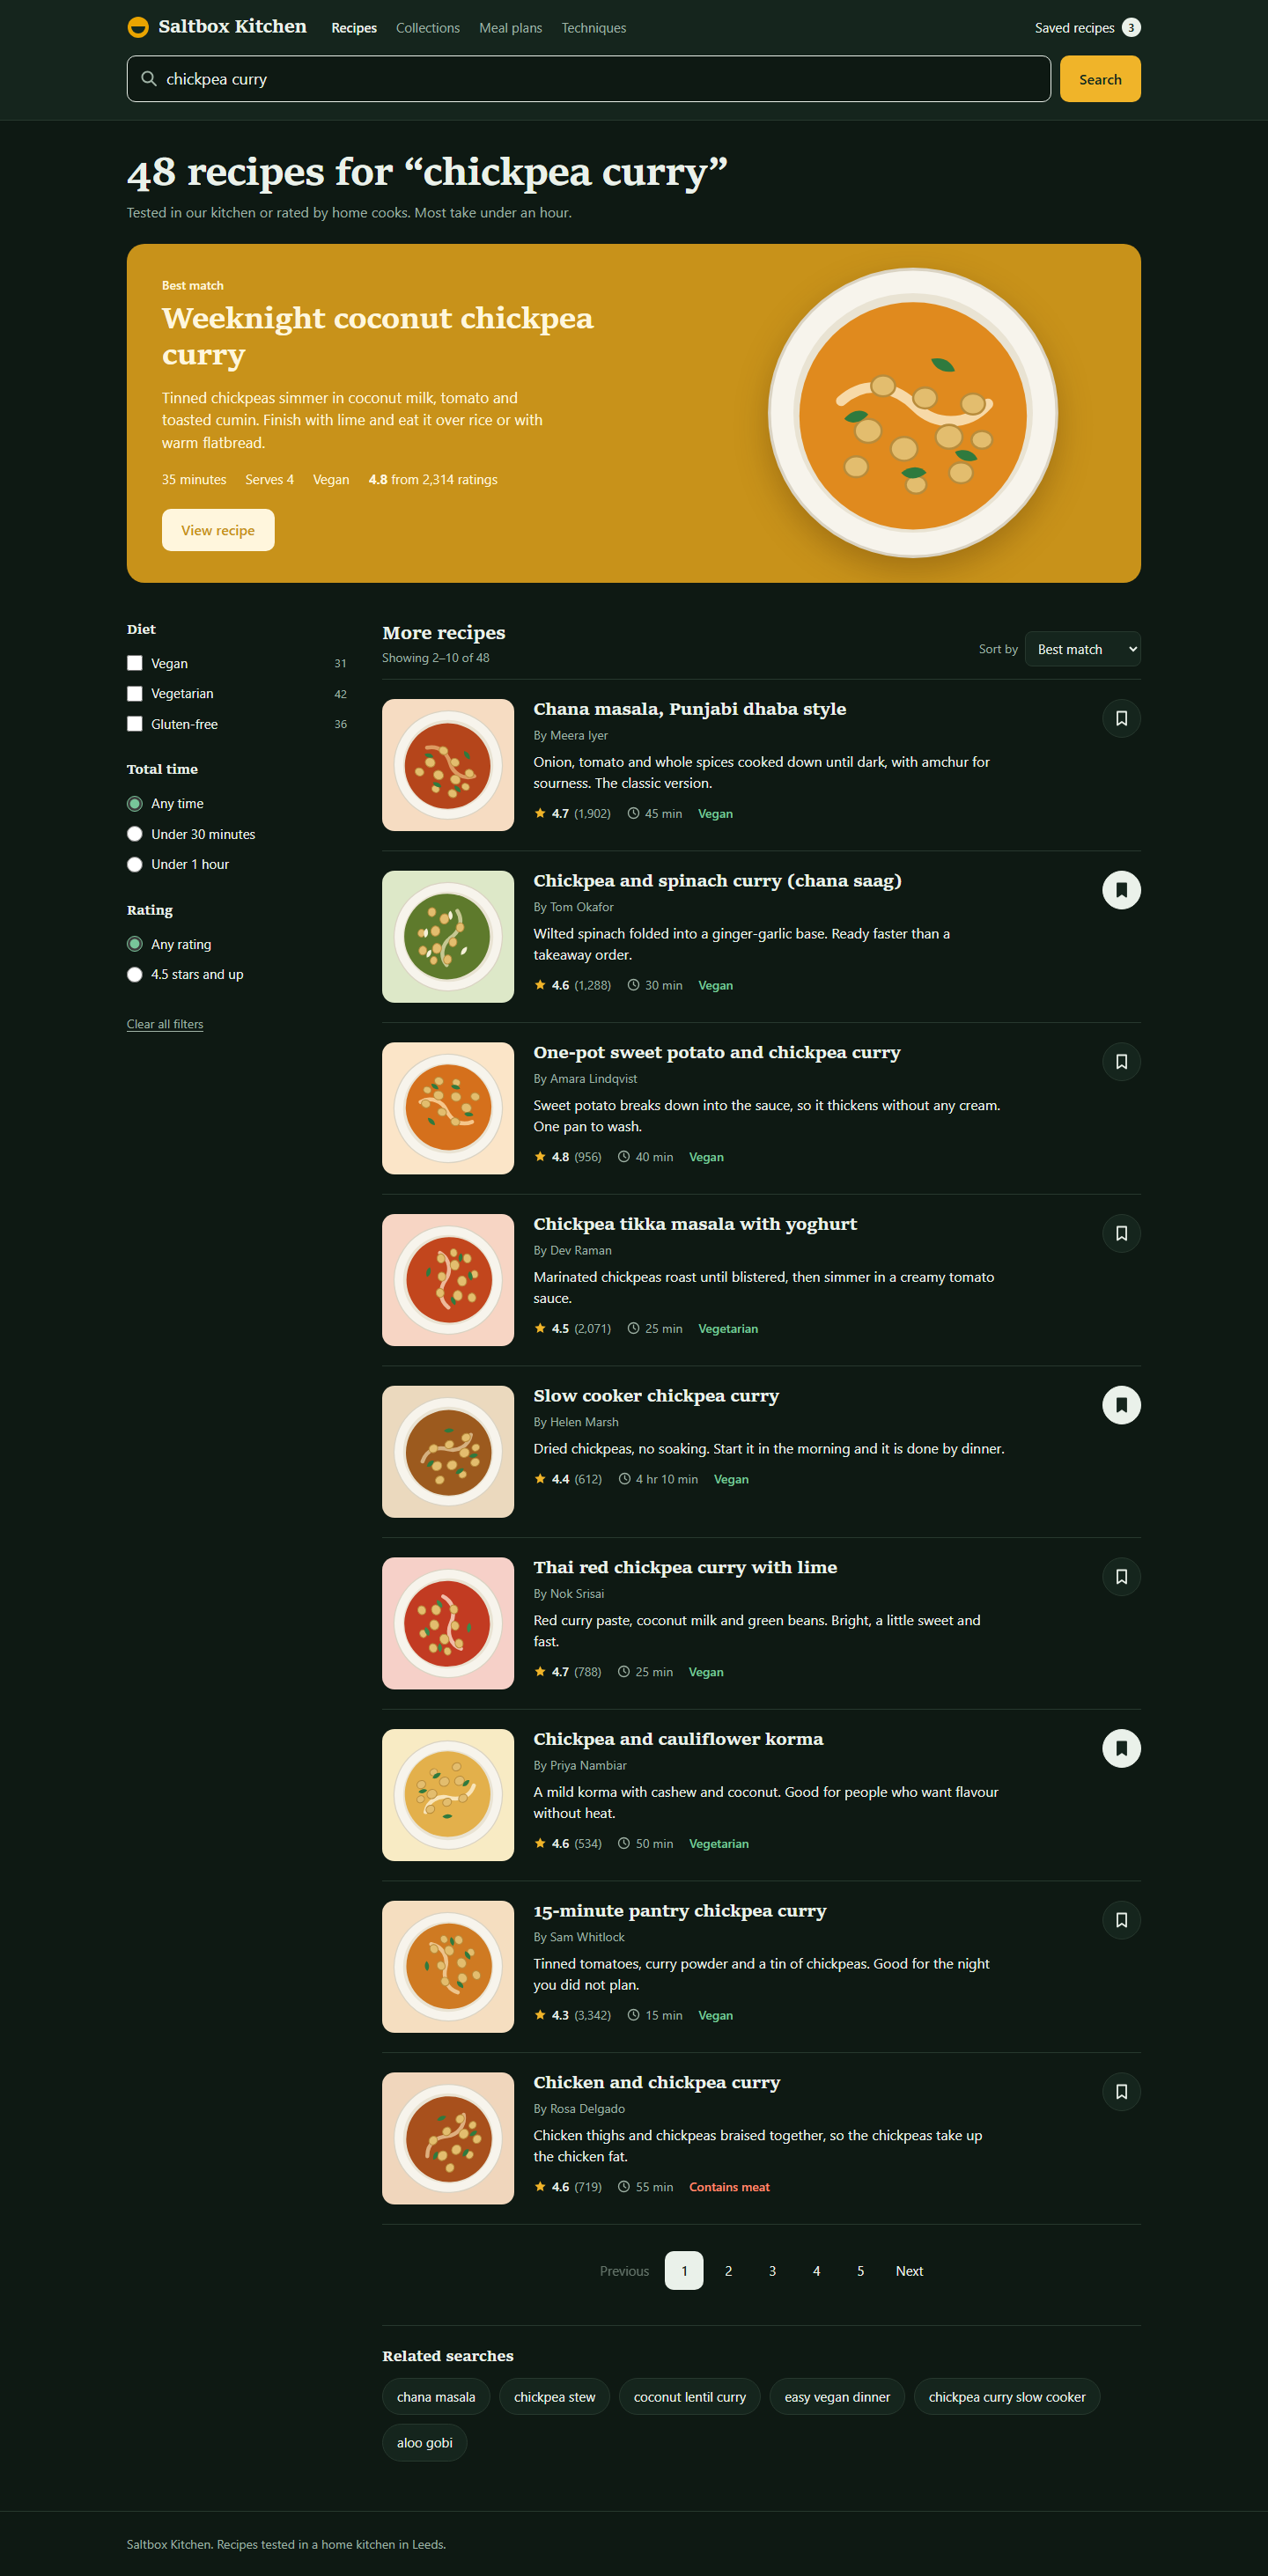 Saltbox Kitchen
Recipes
Collections
Meal plans
Techniques
Saved recipes 3
chickpea curry
Search
48 recipes for “chickpea curry”
Tested in our kitchen or rated by home cooks. Most take under an hour.
Best match
Weeknight coconut chickpea
curry
Tinned chickpeas simmer in coconut milk, tomato and
toasted cumin. Finish with lime and eat it over rice or with
warm flatbread.
35 minutes Serves 4 Vegan 4.8 from 2,314 ratings
View recipe
Diet
Vegan 31
Vegetarian 42
Gluten-free 36
Total time
Any time
Under 30 minutes
Under 1 hour
Rating
Any rating
4.5 stars and up
Clear all filters
More recipes
Showing 2–10 of 48
Sort by Best match
Chana masala, Punjabi dhaba style
By Meera Iyer
Onion, tomato and whole spices cooked down until dark, with amchur for
sourness. The classic version.
4.7 (1,902) 45 min Vegan
Chickpea and spinach curry (chana saag)
By Tom Okafor
Wilted spinach folded into a ginger-garlic base. Ready faster than a
takeaway order.
4.6 (1,288) 30 min Vegan
One-pot sweet potato and chickpea curry
By Amara Lindqvist
Sweet potato breaks down into the sauce, so it thickens without any cream.
One pan to wash.
4.8 (956) 40 min Vegan
Chickpea tikka masala with yoghurt
By Dev Raman
Marinated chickpeas roast until blistered, then simmer in a creamy tomato
sauce.
4.5 (2,071) 25 min Vegetarian
Slow cooker chickpea curry
By Helen Marsh
Dried chickpeas, no soaking. Start it in the morning and it is done by dinner.
4.4 (612) 4 hr 10 min Vegan
Thai red chickpea curry with lime
By Nok Srisai
Red curry paste, coconut milk and green beans. Bright, a little sweet and
fast.
4.7 (788) 25 min Vegan
Chickpea and cauliflower korma
By Priya Nambiar
A mild korma with cashew and coconut. Good for people who want flavour
without heat.
4.6 (534) 50 min Vegetarian
15-minute pantry chickpea curry
By Sam Whitlock
Tinned tomatoes, curry powder and a tin of chickpeas. Good for the night
you did not plan.
4.3 (3,342) 15 min Vegan
Chicken and chickpea curry
By Rosa Delgado
Chicken thighs and chickpeas braised together, so the chickpeas take up
the chicken fat.
4.6 (719) 55 min Contains meat
Previous 1 2 3 4 5 Next
Related searches
chana masala
chickpea stew
coconut lentil curry
easy vegan dinner
chickpea curry slow cooker
aloo gobi
Saltbox Kitchen. Recipes tested in a home kitchen in Leeds.